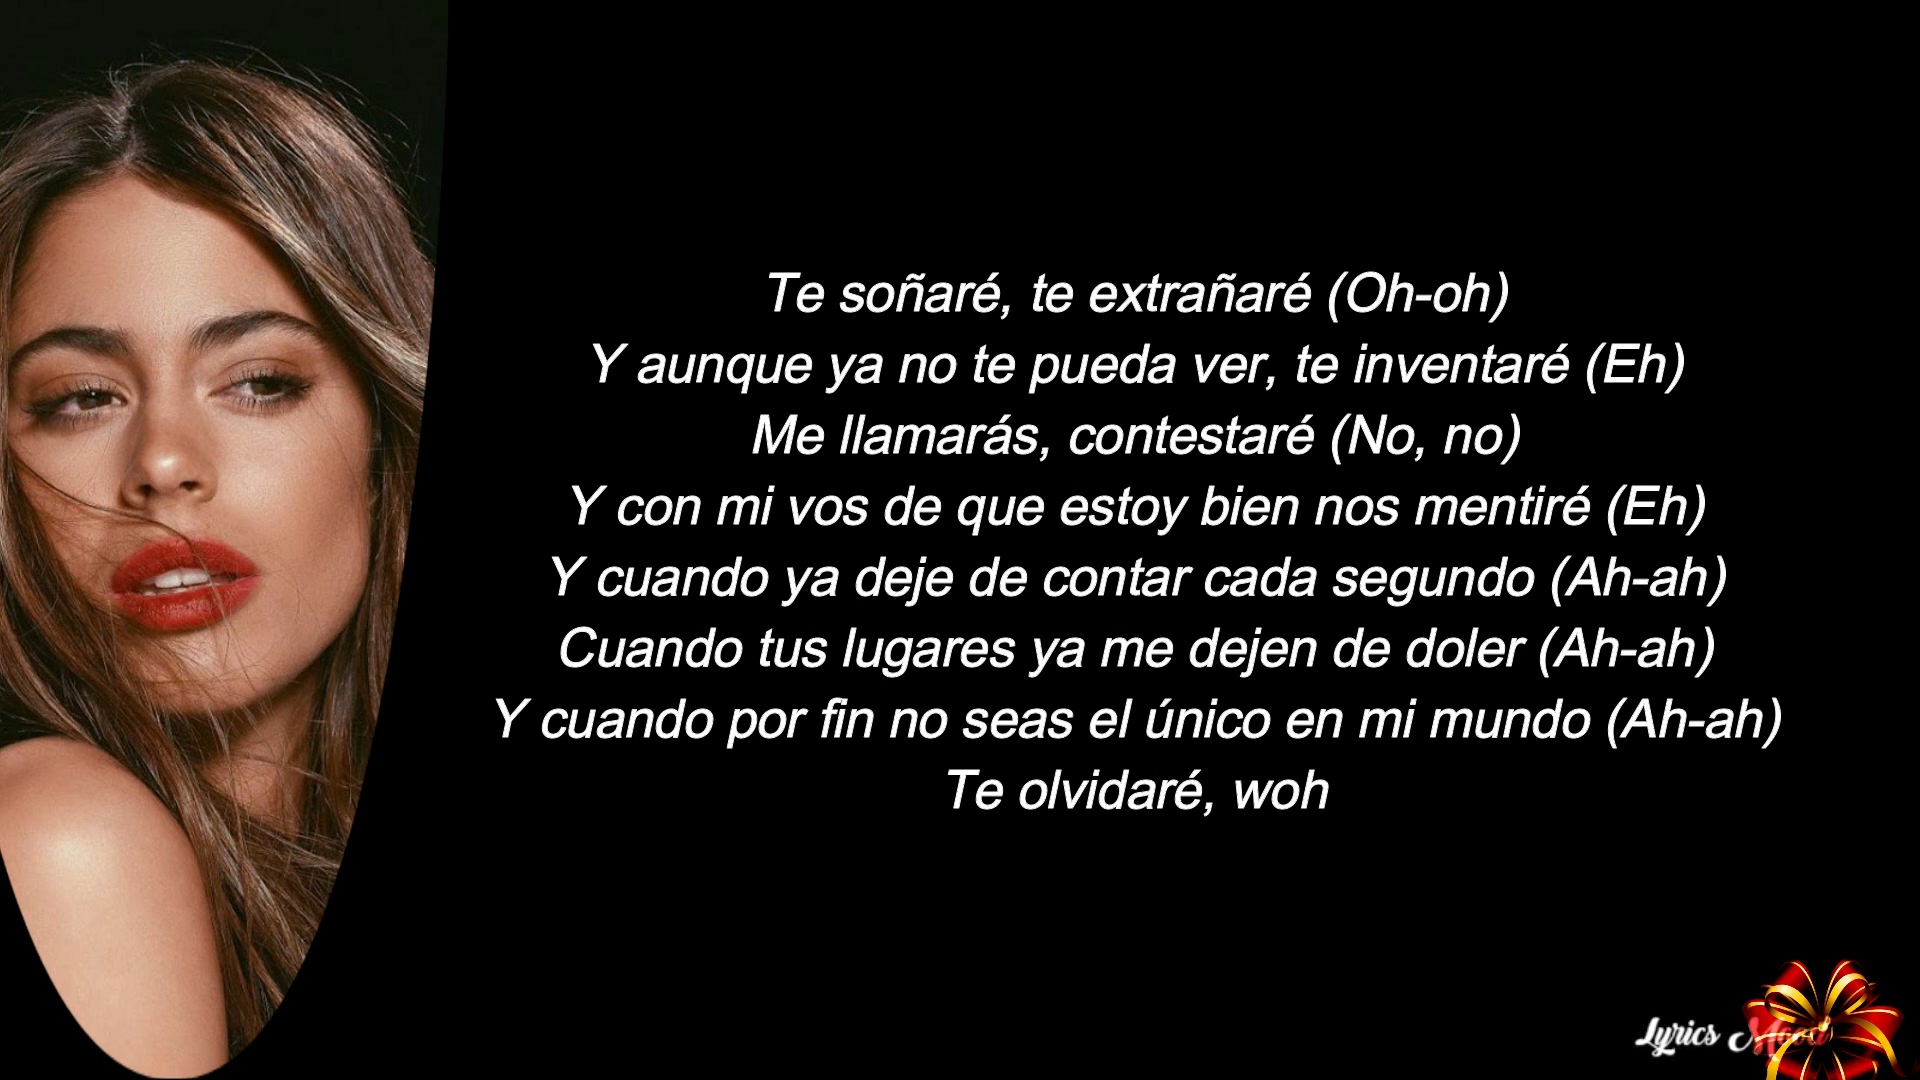 Te soñaré, te extrañaré (Oh-oh)
Y aunque ya no te pueda ver, te inventaré (Eh)
Me llamarás, contestaré (No, no)
Y con mi vos de que estoy bien nos mentiré (Eh)
Y cuando ya deje de contar cada segundo (Ah-ah)
Cuando tus lugares ya me dejen de doler (Ah-ah)
Y cuando por fin no seas el único en mi mundo (Ah-ah)
Te olvidaré, woh
Lyrics Mood